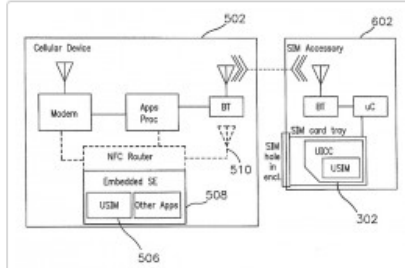 502
602
Cellular Device
SIM Accessory
Modem
Apps
Proc
BT
BT
uC
NFC Router
510
SIM
hole
in
encl.
SIM card tray
UICC
USIM
Embedded SE
USIM
Other Apps
508
302
506